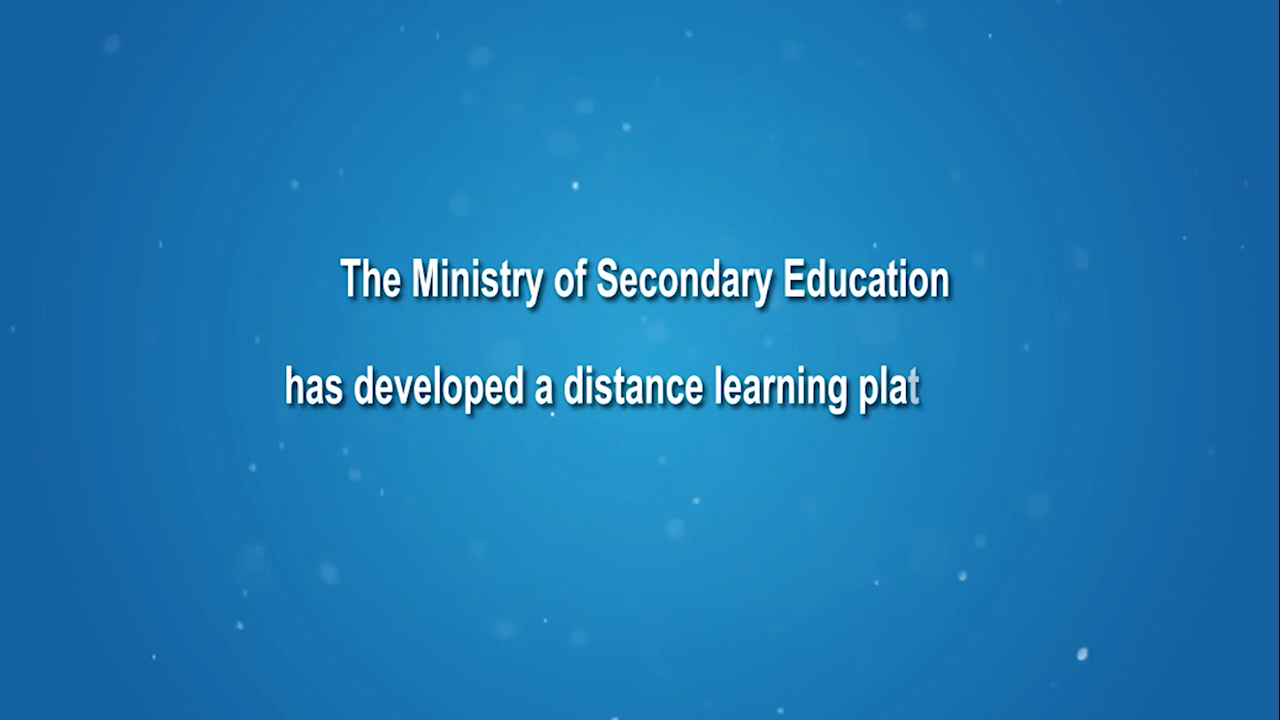 The Ministry of Secondary Education
has developed a distance learning plat